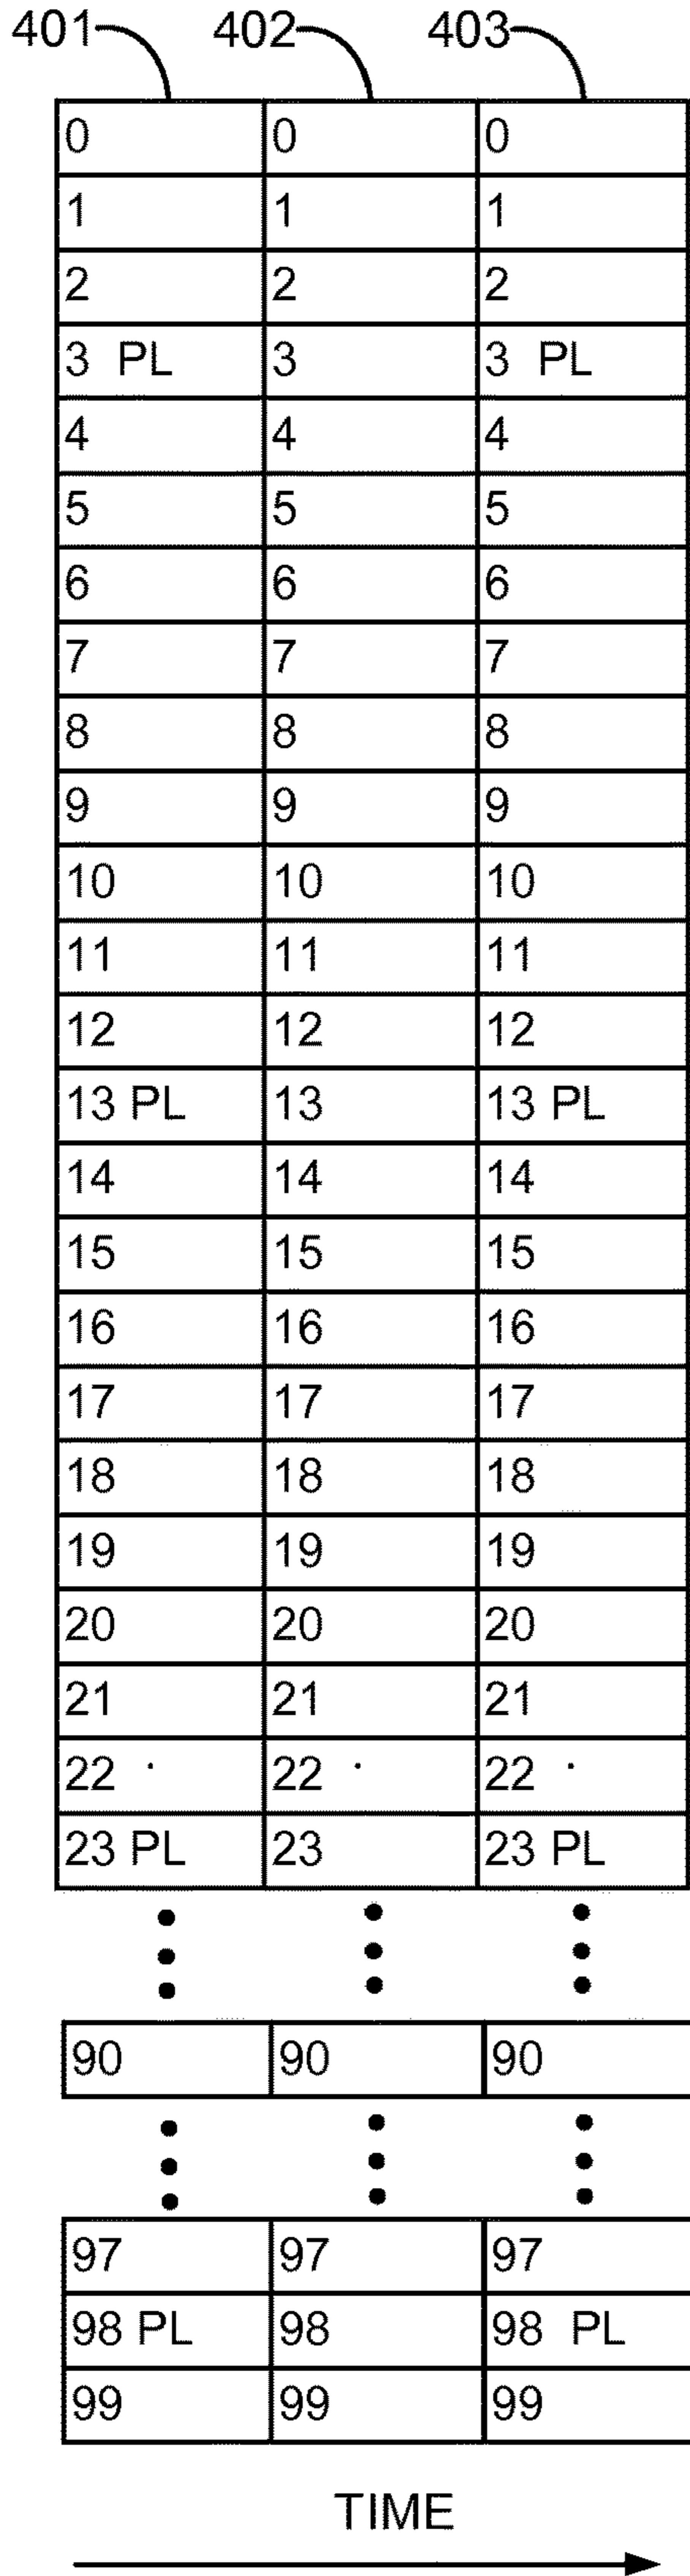 401 402 403
0 0 0
1 1 1
2 2 2
3 PL 3 3 PL
4 4 4
5 5 5
6 6 6
7 7 7
8 8 8
9 9 9
10 10 10
11 11 11
12 12 12
13 PL 13 13 PL
14 14 14
15 15 15
16 16 16
17 17 17
18 18 18
19 19 19
20 20 20
21 21 21
22 22 22
23 PL 23 23 PL
90 90 90
97 97 97
98 PL 98 98 PL
99 99 99
TIME